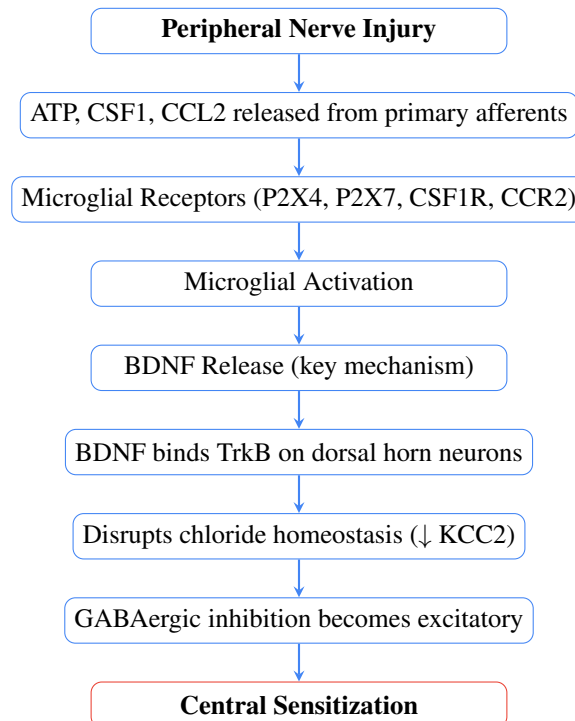 Peripheral Nerve Injury
ATP, CSF1, CCL2 released from primary afferents
Microglial Receptors (P2X4, P2X7, CSF1R, CCR2)
Microglial Activation
BDNF Release (key mechanism)
BDNF binds TrkB on dorsal horn neurons
Disrupts chloride homeostasis (↓ KCC2)
GABAergic inhibition becomes excitatory
Central Sensitization